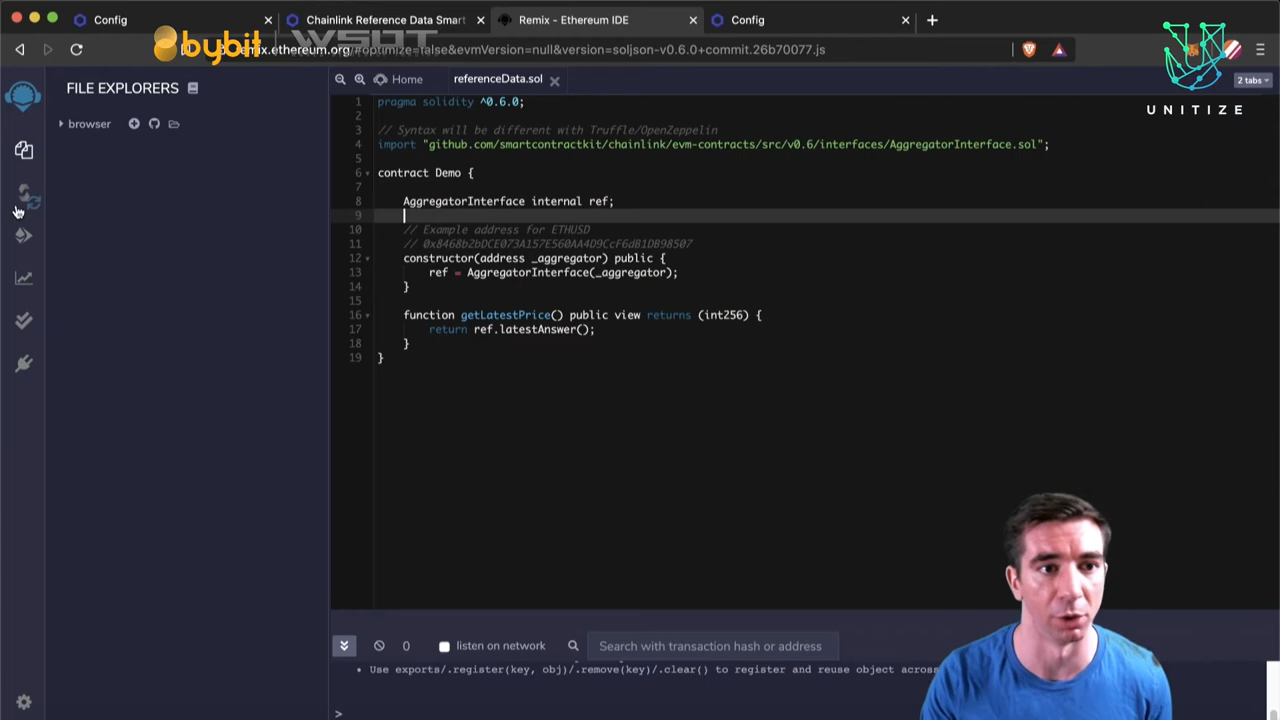 Config
Chainlink Reference Data Smart
Remix - Ethereum IDE
Config
bybit
WSOT
emix.ethereum.org/#optimize=false&evmVersion=null&version=soljson-v0.6.0+commit.26b70077.js
UNITIZE
2 tabs
FILE EXPLORERS
browser
Home
referenceData.sol
1 pragma solidity ^0.6.0;
2
3 // Syntax will be different with Truffle/OpenZeppelin
4 import "github.com/smartcontractkit/chainlink/evm-contracts/src/v0.6/interfaces/AggregatorInterface.sol";
5
6 contract Demo {
7
8 AggregatorInterface internal ref;
9
10 // Example address for ETHUSD
11 // 0x8468b2bDCE073A157E560AA4D9CcF6dB1DB98507
12 constructor(address _aggregator) public {
13 ref = AggregatorInterface(_aggregator);
14 }
15
16 function getLatestPrice() public view returns (int256) {
17 return ref.latestAnswer();
18 }
19 }
0
listen on network
Search with transaction hash or address
• Use exports/.register(key, obj)/.remove(key)/.clear() to register and reuse object across
>